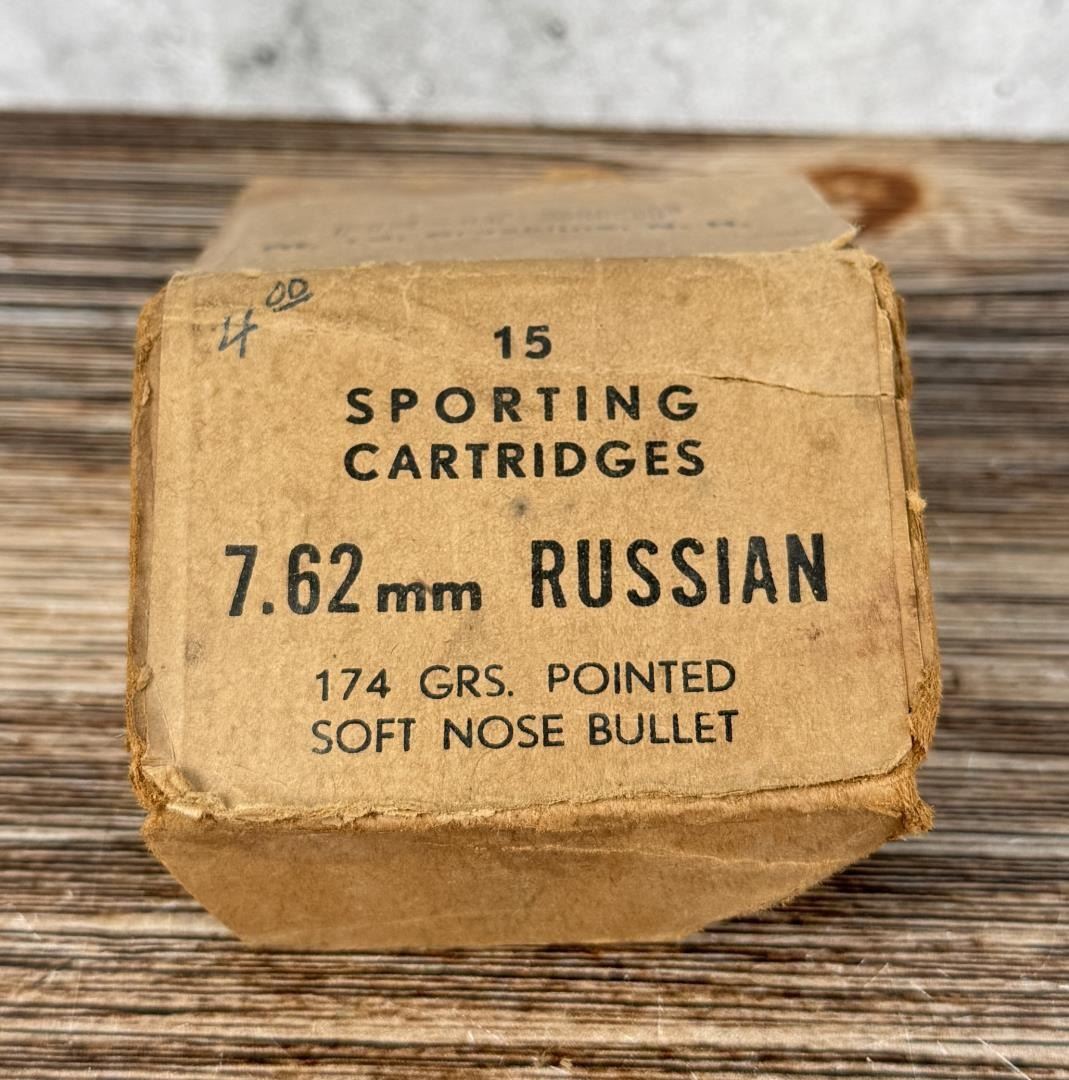 4 00
15
SPORTING
CARTRIDGES
7.62mm RUSSIAN
174 GRS. POINTED
SOFT NOSE BULLET